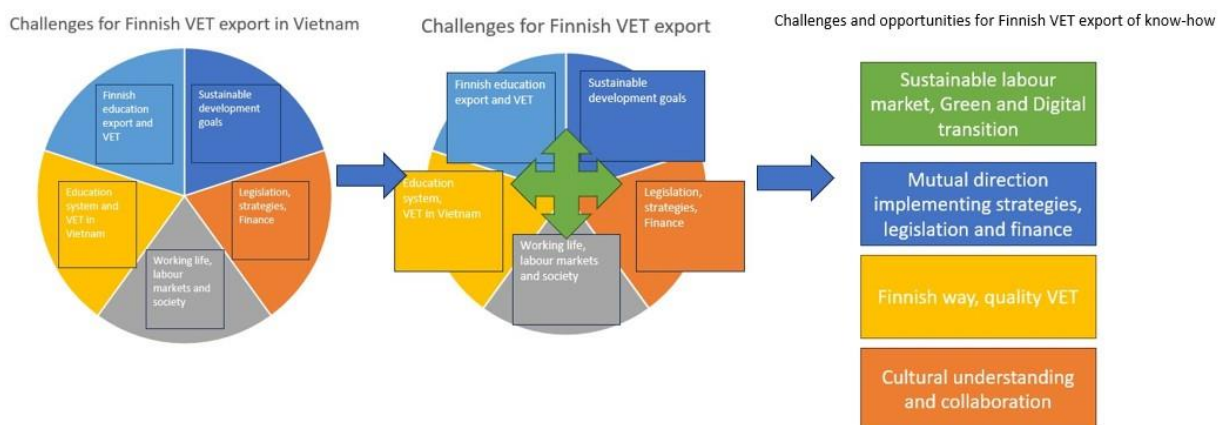 Challenges for Finnish VET export in Vietnam
Finnish
education
export and
VET
Sustainable
development
goals
Education
system and
VET in
Vietnam
Legislation,
strategies,
Finance
Working life,
labour
markets and
society
Challenges for Finnish VET export
Finnish education
export and VET
Sustainable
development goals
Education
system,
VET in Vietnam
Legislation,
strategies,
Finance
Working life,
labour markets
and society
Challenges and opportunities for Finnish VET export of know-how
Sustainable labour
market, Green and Digital
transition
Mutual direction
implementing strategies,
legislation and finance
Finnish way, quality VET
Cultural understanding
and collaboration